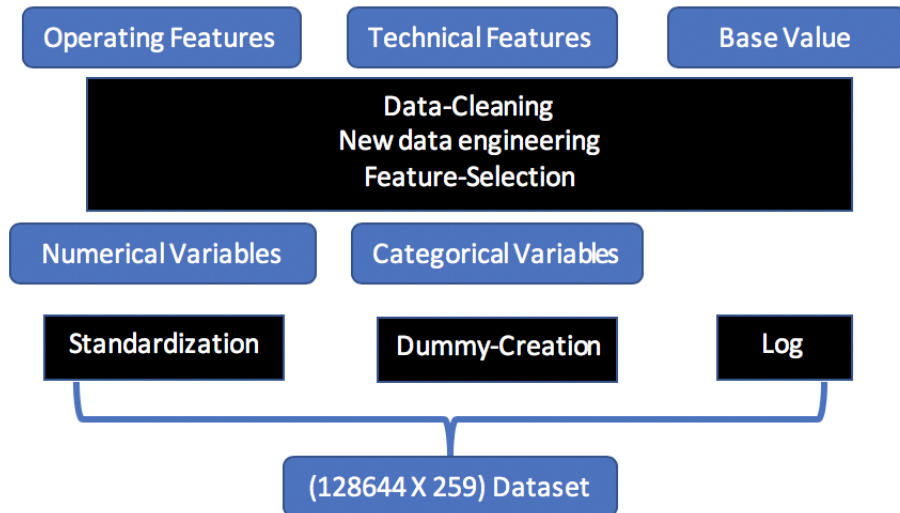 Operating Features
Technical Features
Base Value
Data-Cleaning
New data engineering
Feature-Selection
Numerical Variables
Categorical Variables
Standardization
Dummy-Creation
Log
(128644 X 259) Dataset